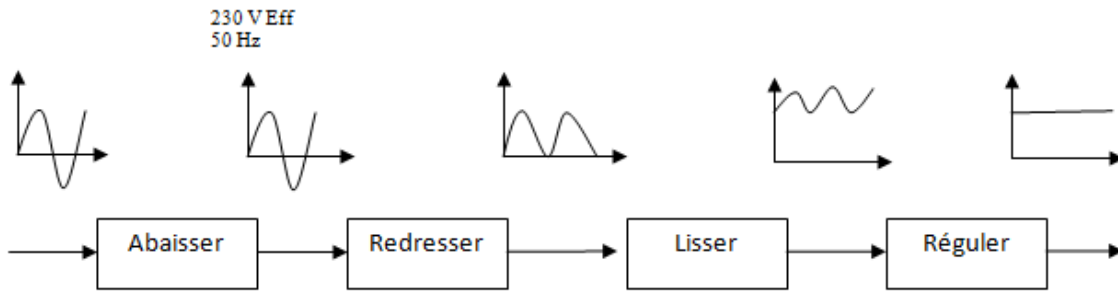 230 V Eff
50 Hz
Abaisser
Redresser
Lisser
Réguler